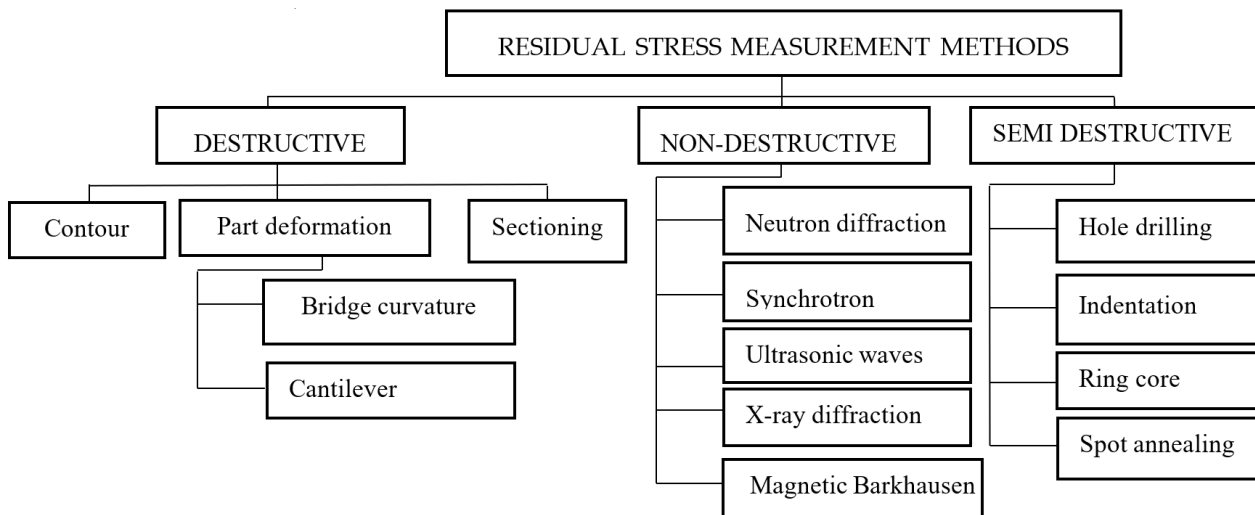 RESIDUAL STRESS MEASUREMENT METHODS
DESTRUCTIVE
NON-DESTRUCTIVE
SEMI DESTRUCTIVE
Contour
Part deformation
Sectioning
Bridge curvature
Cantilever
Neutron diffraction
Synchrotron
Ultrasonic waves
X-ray diffraction
Magnetic Barkhausen
Hole drilling
Indentation
Ring core
Spot annealing